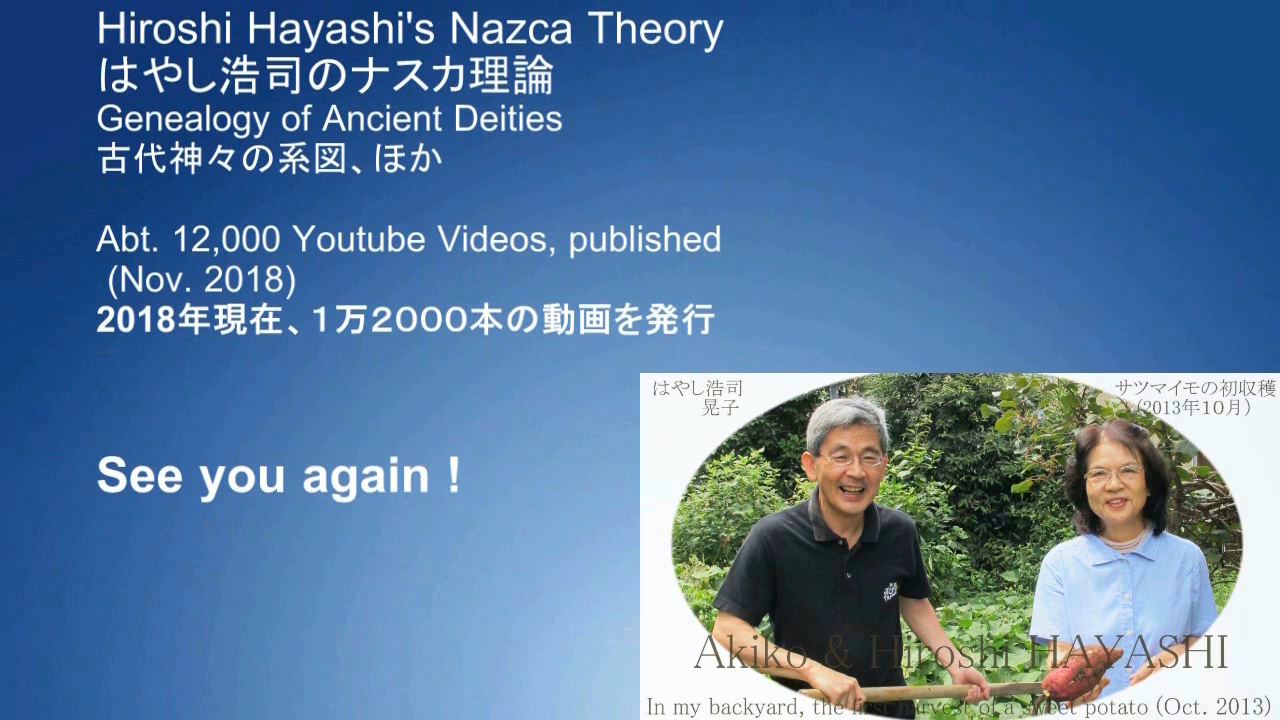 Hiroshi Hayashi's Nazca Theory
はやし浩司のナスカ理論
Genealogy of Ancient Deities
古代神々の系図、ほか
Abt. 12,000 Youtube Videos, published
(Nov. 2018)
2018年現在、１万２０００本の動画を発行
See you again！
はやし浩司
晃子
サツマイモの初収穫
(2013年10月)
Akiko & Hiroshi HAYASHI
In my backyard, the first harvest of a sweet potato (Oct. 2013)